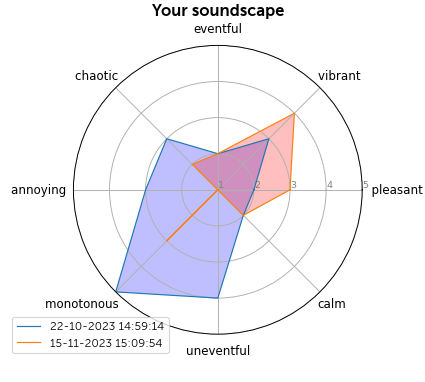 Your soundscape
eventful
chaotic
vibrant
annoying
1 2 3 4 5
pleasant
monotonous
calm
uneventful
22-10-2023 14:59:14
15-11-2023 15:09:54